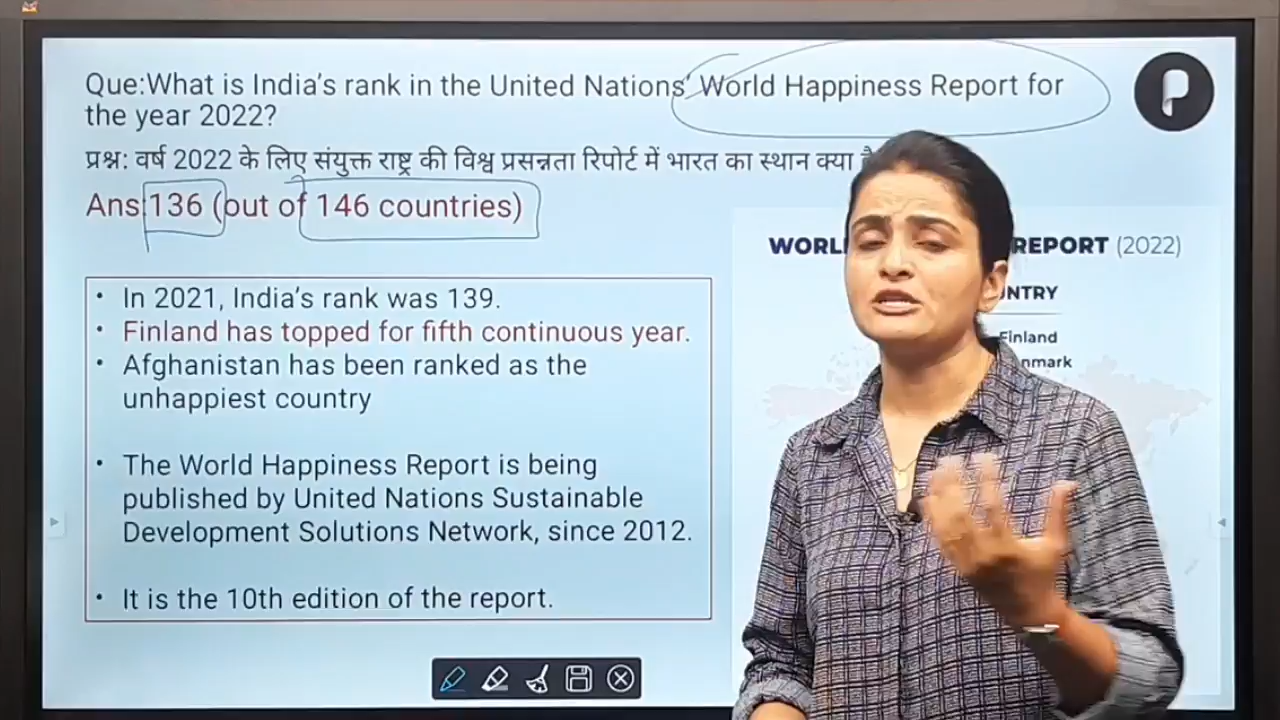 Que:What is India's rank in the United Nations' World Happiness Report for
the year 2022?
प्रश्न: वर्ष 2022 के लिए संयुक्त राष्ट्र की विश्व प्रसन्नता रिपोर्ट में भारत का स्थान क्या
Ans:136 (out of 146 countries)
• In 2021, India's rank was 139.
• Finland has topped for fifth continuous year.
• Afghanistan has been ranked as the
unhappiest country
• The World Happiness Report is being
published by United Nations Sustainable
Development Solutions Network, since 2012.
• It is the 10th edition of the report.
REPORT (2022)
Finland